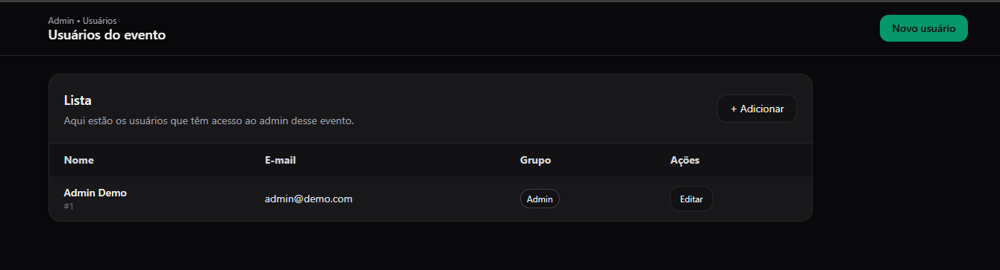 Admin • Usuários
Usuários do evento
Novo usuário
Lista
Aqui estão os usuários que têm acesso ao admin desse evento.
+ Adicionar
Nome E-mail Grupo Ações
Admin Demo admin@demo.com Admin Editar
#1